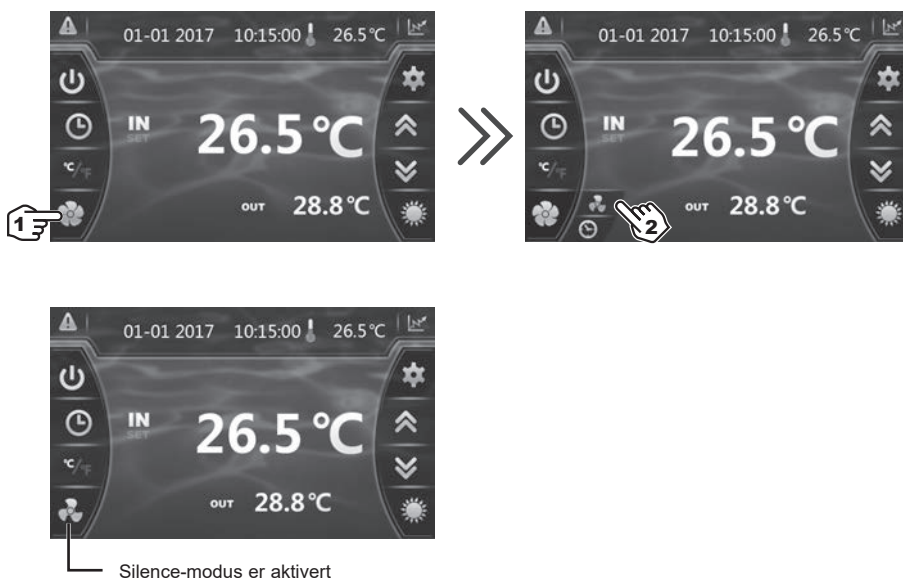 01-01 2017 10:15:00 26.5°C
IN
SET
26.5°C
°C/°F
OUT 28.8°C
1
01-01 2017 10:15:00 26.5°C
IN
SET
26.5°C
°C/°F
OUT 28.8°C
2
01-01 2017 10:15:00 26.5°C
IN
SET
26.5°C
°C/°F
OUT 28.8°C
Silence-modus er aktivert